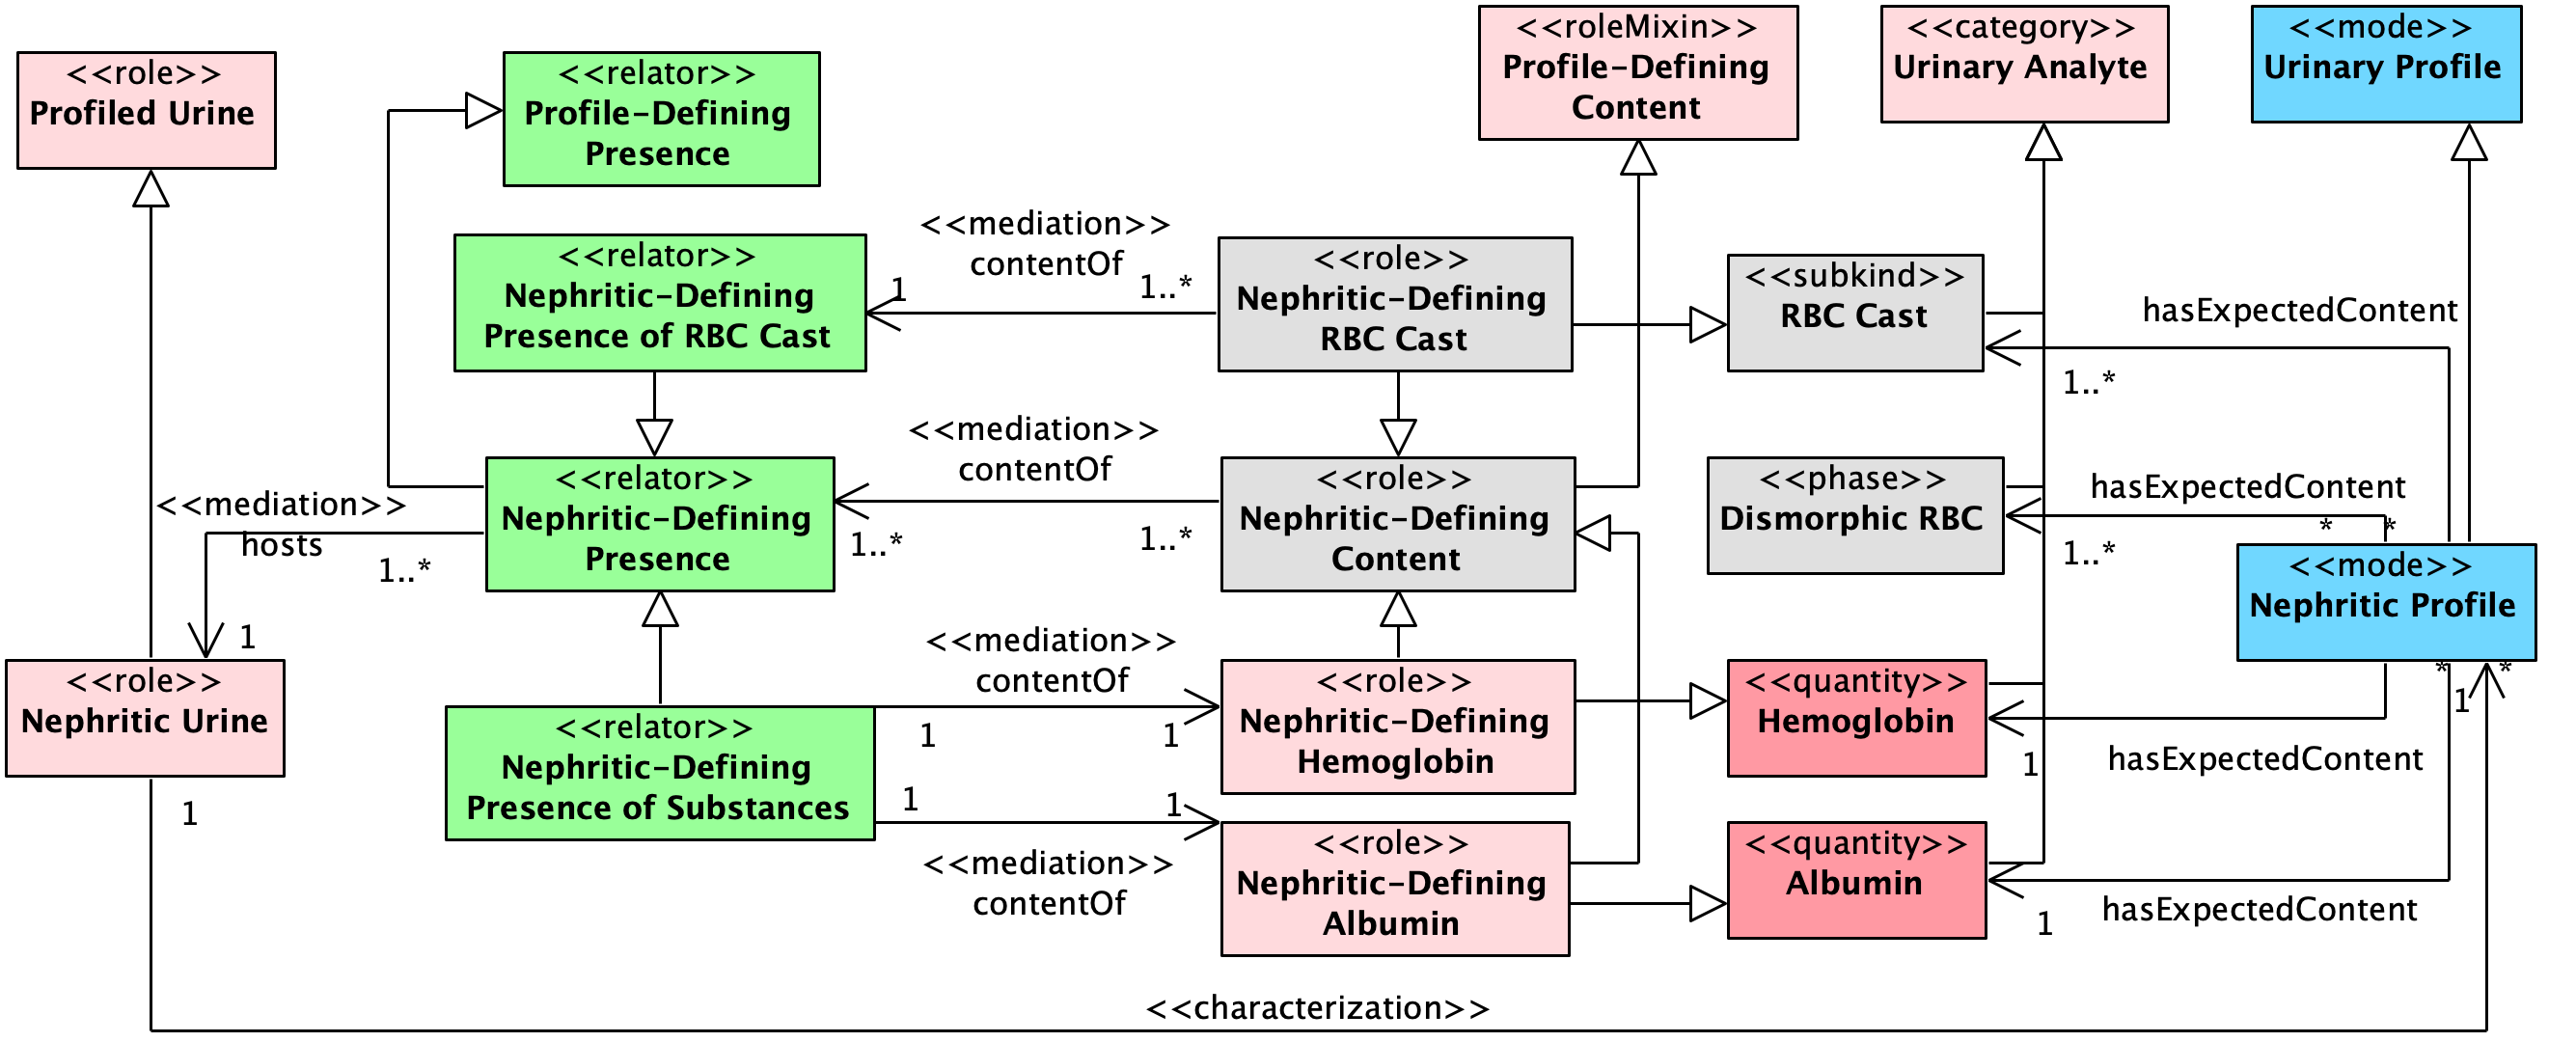 <<role>>
Profiled Urine
<<relator>>
Profile-Defining
Presence
<<roleMixin>>
Profile-Defining
Content
<<category>>
Urinary Analyte
<<mode>>
Urinary Profile
<<relator>>
Nephritic-Defining
Presence of RBC Cast
<<mediation>>
contentOf
1
1..*
<<role>>
Nephritic-Defining
RBC Cast
<<subkind>>
RBC Cast
hasExpectedContent
1..*
<<mediation>>
hosts
1..*
1
<<relator>>
Nephritic-Defining
Presence
<<mediation>>
contentOf
1..*
1..*
<<role>>
Nephritic-Defining
Content
<<phase>>
Dismorphic RBC
hasExpectedContent
*
*
1..*
<<mode>>
Nephritic Profile
*
*
1
<<role>>
Nephritic Urine
1
<<relator>>
Nephritic-Defining
Presence of Substances
<<mediation>>
contentOf
1
1
<<role>>
Nephritic-Defining
Hemoglobin
<<quantity>>
Hemoglobin
1
hasExpectedContent
1
1
<<mediation>>
contentOf
<<role>>
Nephritic-Defining
Albumin
<<quantity>>
Albumin
1
hasExpectedContent
<<characterization>>